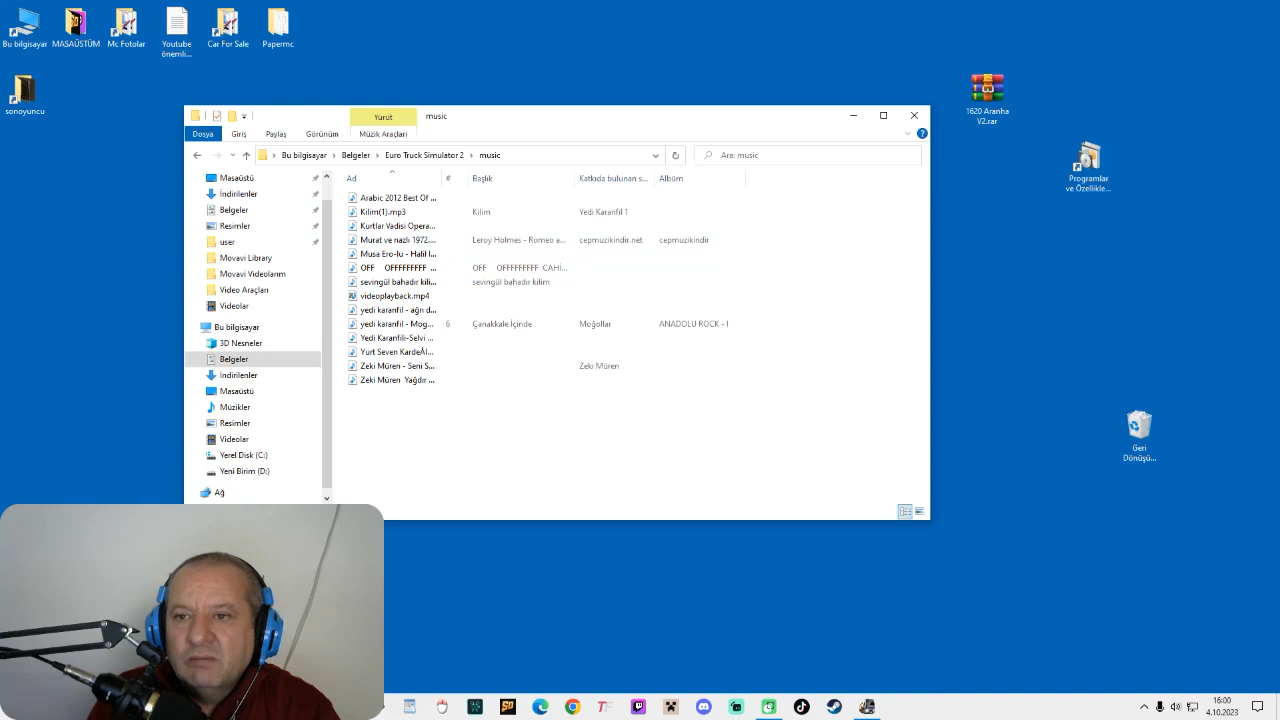 Bu bilgisayar
MASAÜSTÜM
Mc Fotolar
Youtube önemli...
Car For Sale
Papermc
sonoyuncu
1620 Aranha V2.rar
Programlar ve Özellikle...
Geri Dönüşü...
Yürüt
music
Dosya
Giriş
Paylaş
Görünüm
Müzik Araçları
Bu bilgisayar
Belgeler
Euro Truck Simulator 2
music
Ara: music
Masaüstü
İndirilenler
Belgeler
Resimler
user
Movavi Library
Movavi Videolarım
Video Araçları
Videolar
Bu bilgisayar
3D Nesneler
Belgeler
İndirilenler
Masaüstü
Müzikler
Resimler
Videolar
Yerel Disk (C:)
Yeni Birim (D:)
Ağ
Ad # Başlık Katkıda bulunan s... Albüm
Arabic 2012 Best Of ...
Kilim(1).mp3 Kilim Yedi Karanfil 1
Kurtlar Vadisi Opera...
Murat ve nazlı 1972.... Leroy Holmes - Romeo a... cepmuzikindir.net cepmuzikindir
Musa Ero-lu - Halil I...
OFF OFFFFFFFFF ... OFF OFFFFFFFFF CAHİ...
sevingül bahadır kili... sevingül bahadır kilim
videoplayback.mp4
yedi karanfil - ağrı d...
yedi karanfil - Mog... 6 Çanakkale İçinde Moğollar ANADOLU ROCK - I
Yedi Karanfili-Selvi ...
Yurt Seven KardeÅl...
Zeki Müren - Seni S... Zeki Müren
Zeki Müren Yağdır ...
16:00
4.10.2023